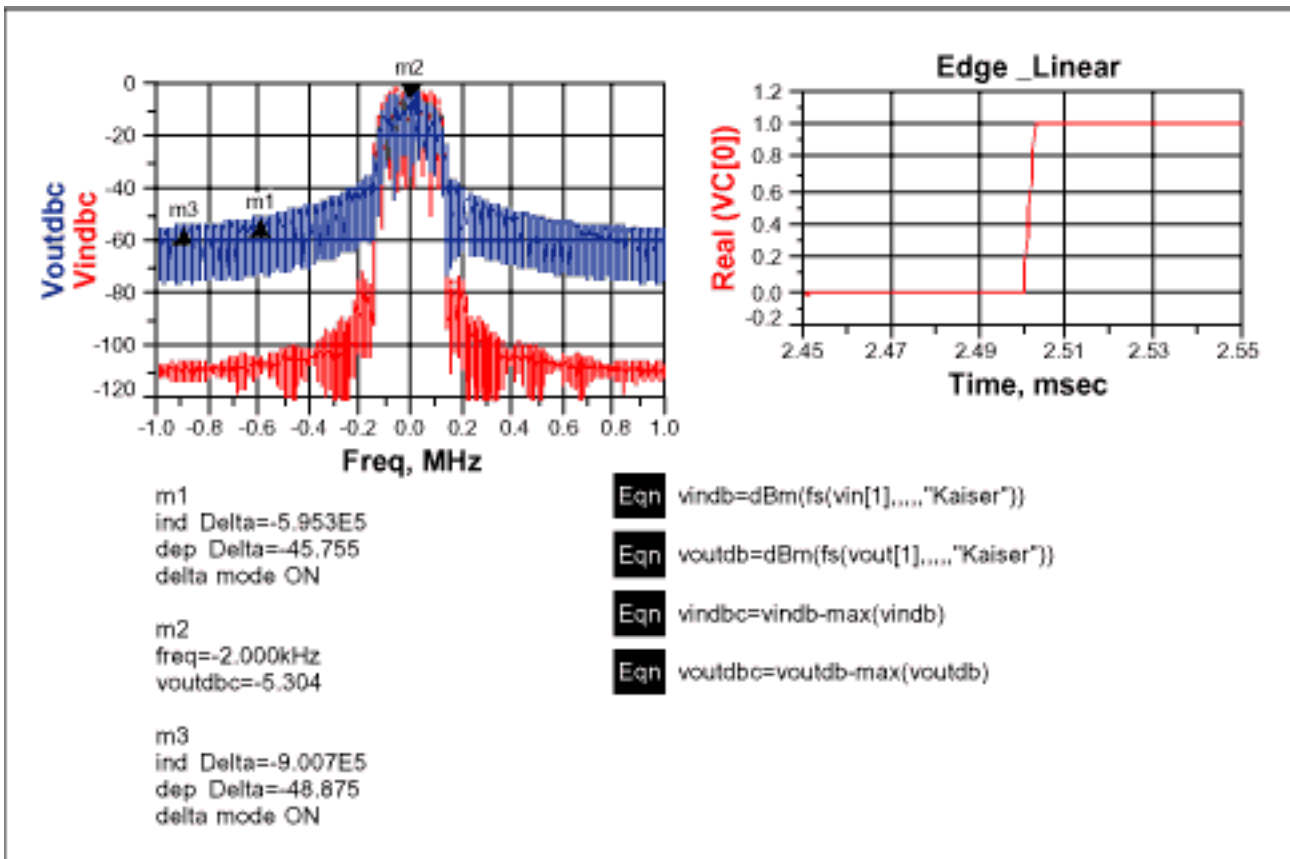 m2
0
-20
-40
-60
-80
-100
-120
Voutdbc
Vindbc
m3
m1
-1.0 -0.8 -0.6 -0.4 -0.2 0.0 0.2 0.4 0.6 0.8 1.0
Freq, MHz
Edge _Linear
1.2
1.0
0.8
0.6
0.4
0.2
0.0
-0.2
Real (VC[0])
2.45 2.47 2.49 2.51 2.53 2.55
Time, msec
m1
ind Delta=-5.953E5
dep Delta=-45.755
delta mode ON
m2
freq=-2.000kHz
voutdbc=-5.304
m3
ind Delta=-9.007E5
dep Delta=-48.875
delta mode ON
Eqn vindb=dBm(fs(vin[1],,,,,"Kaiser"))
Eqn voutdb=dBm(fs(vout[1],,,,,"Kaiser"))
Eqn vindbc=vindb-max(vindb)
Eqn voutdbc=voutdb-max(voutdb)